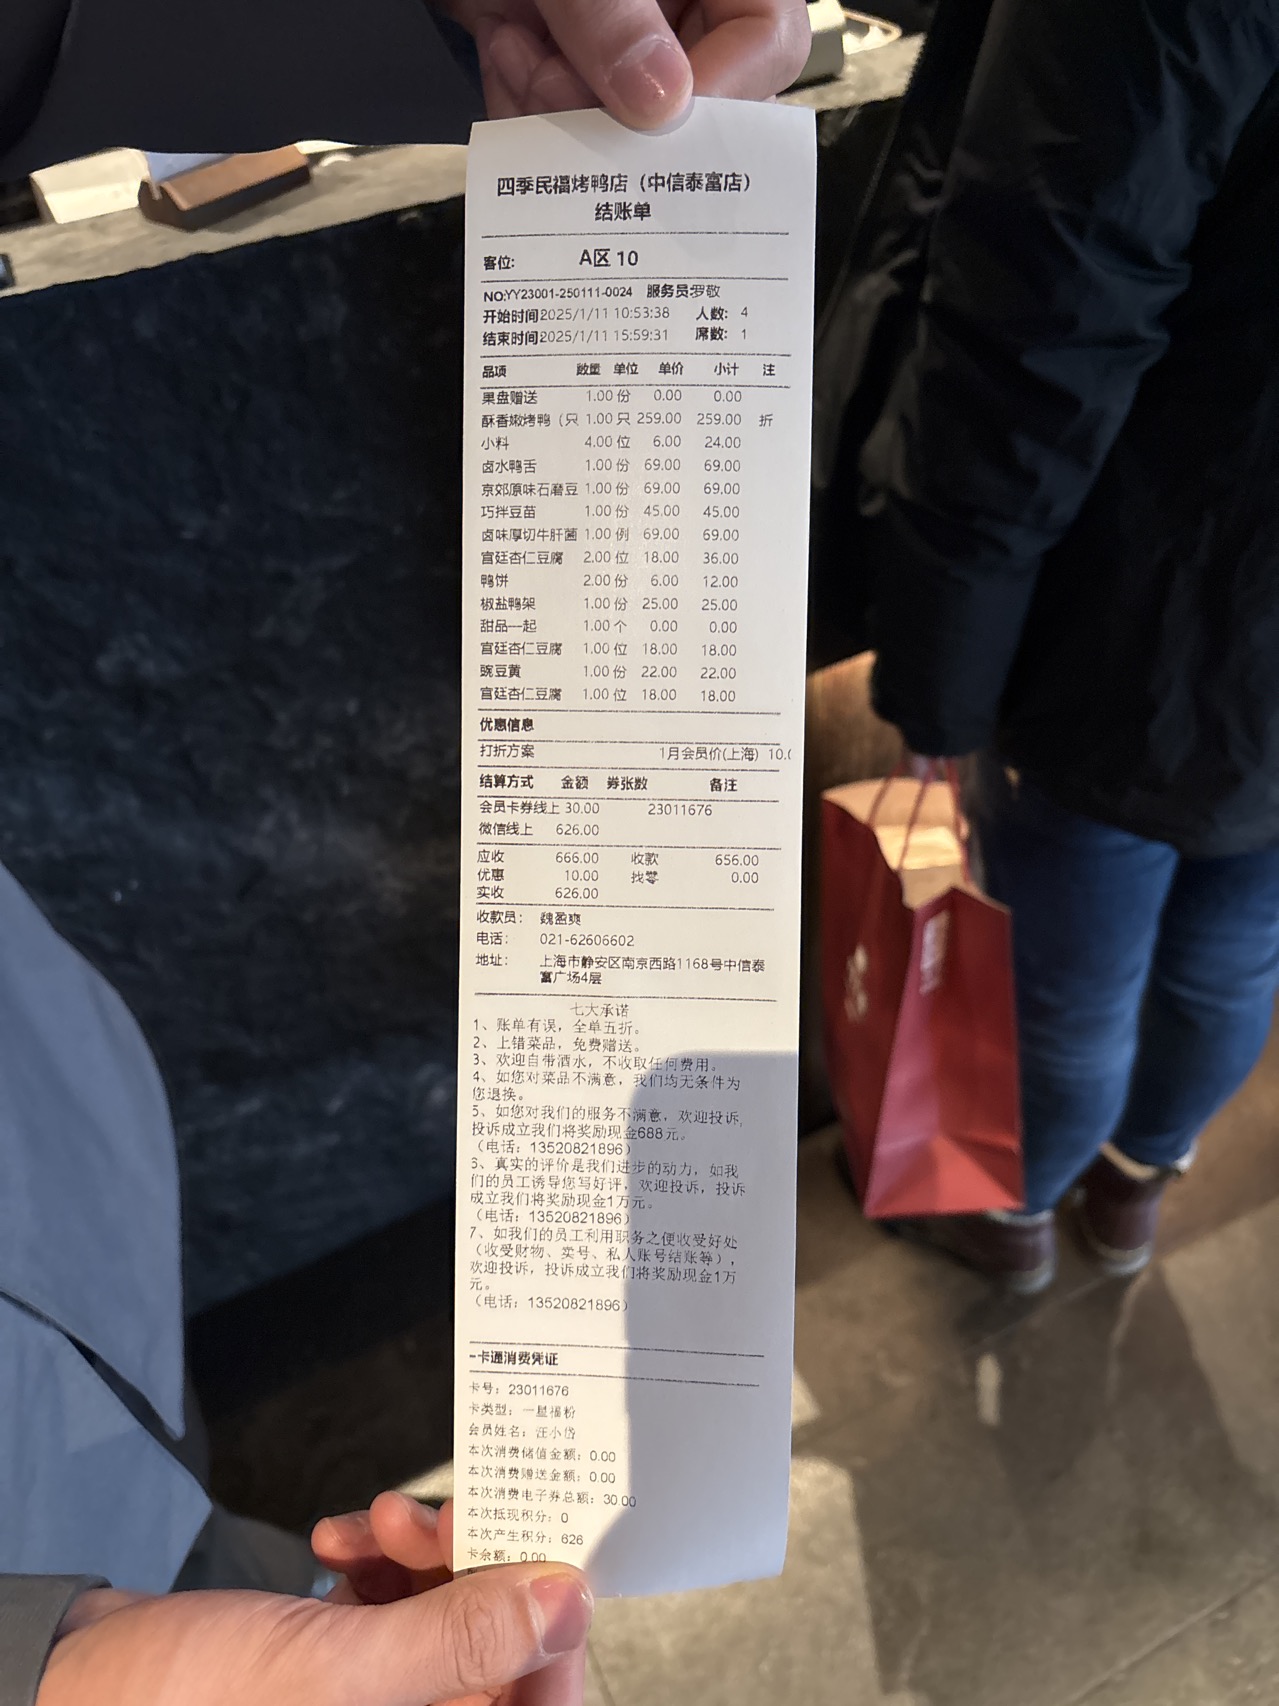 四季民福烤鸭店（中信泰富店）
结账单
客位: A区 10
NO:YY23001-250111-0024 服务员:罗敬
开始时间2025/1/11 10:53:38 人数: 4
结束时间2025/1/11 15:59:31 席数: 1
品项 数量 单位 单价 小计 注
果盘赠送 1.00 份 0.00 0.00
酥香嫩烤鸭（只 1.00 只 259.00 259.00 折
小料 4.00 位 6.00 24.00
卤水鸭舌 1.00 份 69.00 69.00
京郊原味石磨豆 1.00 份 69.00 69.00
巧拌豆苗 1.00 份 45.00 45.00
卤味厚切牛肝菌 1.00 例 69.00 69.00
宫廷杏仁豆腐 2.00 位 18.00 36.00
鸭饼 2.00 份 6.00 12.00
椒盐鸭架 1.00 份 25.00 25.00
甜品一起 1.00 个 0.00 0.00
宫廷杏仁豆腐 1.00 位 18.00 18.00
豌豆黄 1.00 份 22.00 22.00
宫廷杏仁豆腐 1.00 位 18.00 18.00
优惠信息
打折方案 1月会员价(上海) 10.0
结算方式 金额 券张数 备注
会员卡券线上 30.00 23011676
微信线上 626.00
应收 666.00 收款 656.00
优惠 10.00 找零 0.00
实收 626.00
收款员: 魏盈爽
电话: 021-62606602
地址: 上海市静安区南京西路1168号中信泰
富广场4层
七大承诺
1、账单有误，全单五折。
2、上错菜品，免费赠送。
3、欢迎自带酒水，不收取任何费用。
4、如您对菜品不满意，我们均无条件为
您退换。
5、如您对我们的服务不满意，欢迎投诉，
投诉成立我们将奖励现金688元。
（电话：13520821896）
6、真实的评价是我们进步的动力，如我
们的员工诱导您写好评，欢迎投诉，投诉
成立我们将奖励现金1万元。
（电话：13520821896）
7、如我们的员工利用职务之便收受好处
（收受财物、卖号、私人账号结账等），
欢迎投诉，投诉成立我们将奖励现金1万
元。
（电话：13520821896）
一卡通消费凭证
卡号：23011676
卡类型：一星福粉
会员姓名：汪小岱
本次消费储值金额：0.00
本次消费赠送金额：0.00
本次消费电子券总额：30.00
本次抵现积分：0
本次产生积分：626
卡余额：0.00